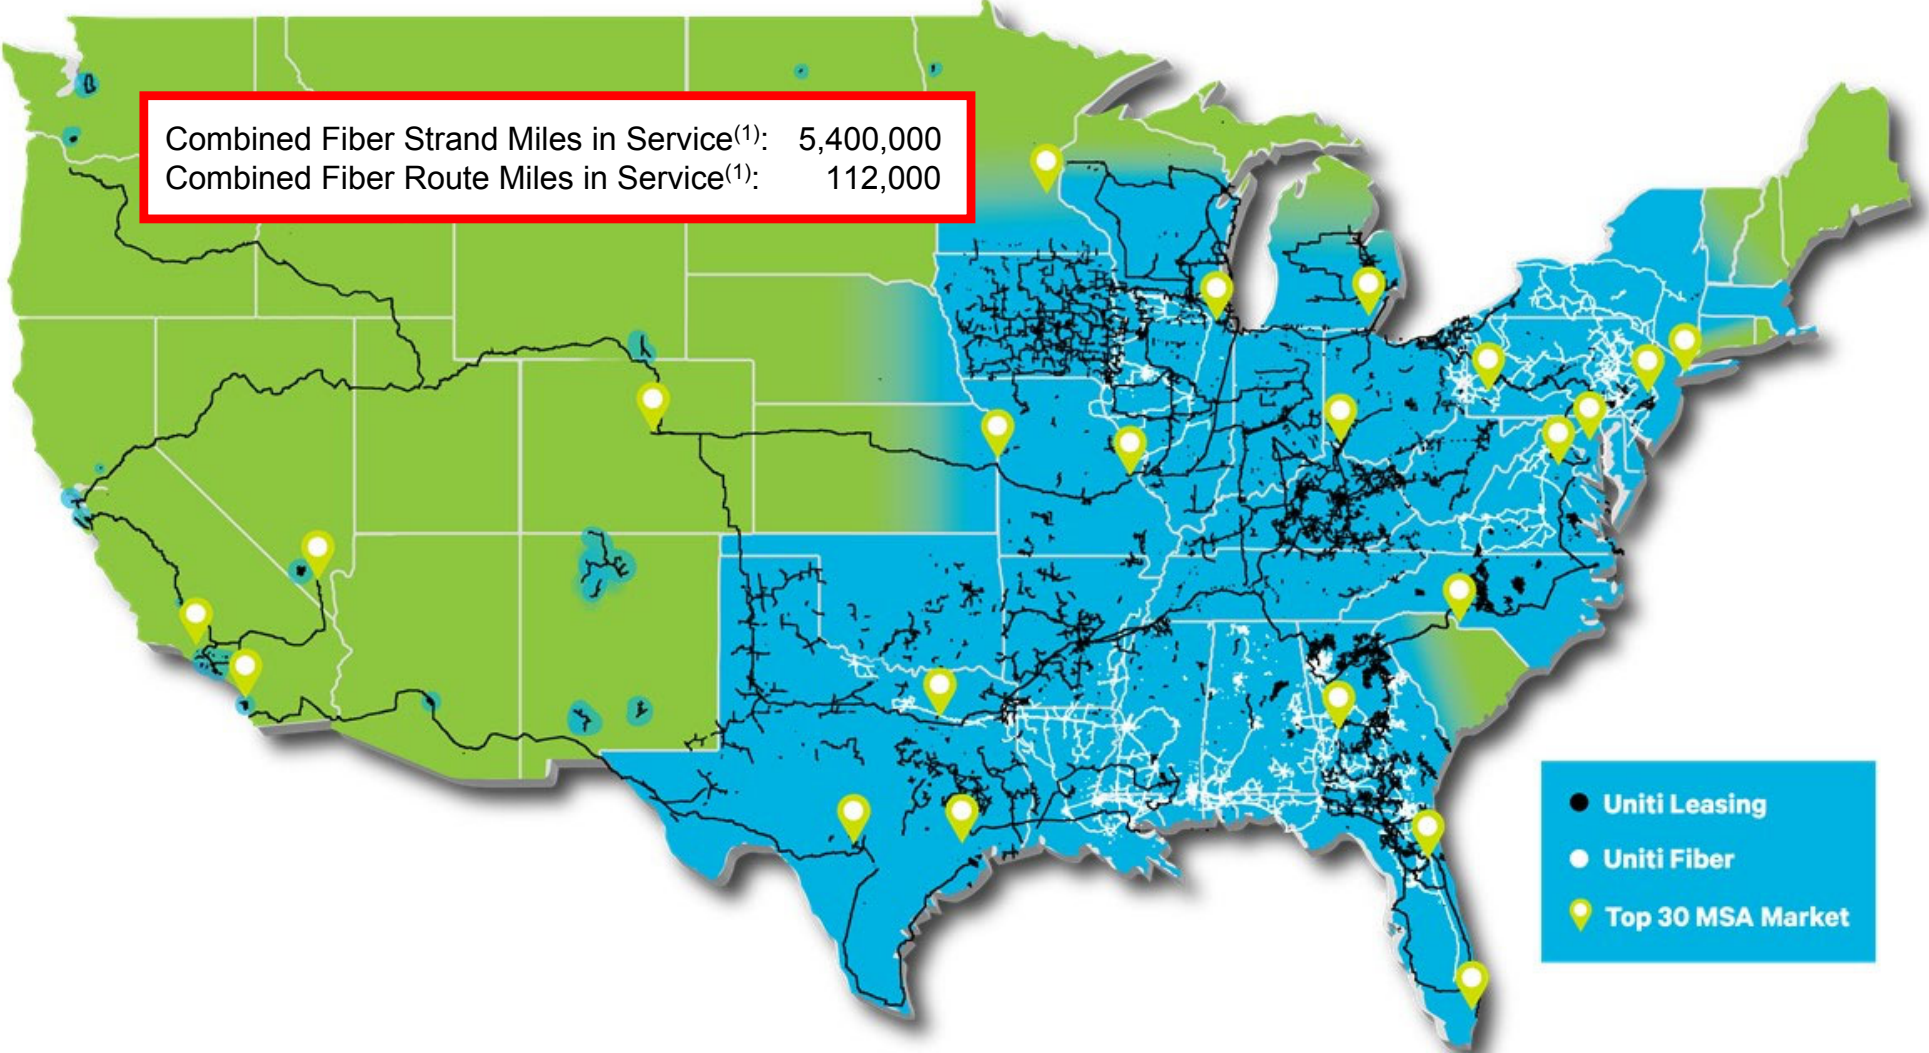 Combined Fiber Strand Miles in Service(1): 5,400,000
Combined Fiber Route Miles in Service(1): 112,000
Uniti Leasing
Uniti Fiber
Top 30 MSA Market